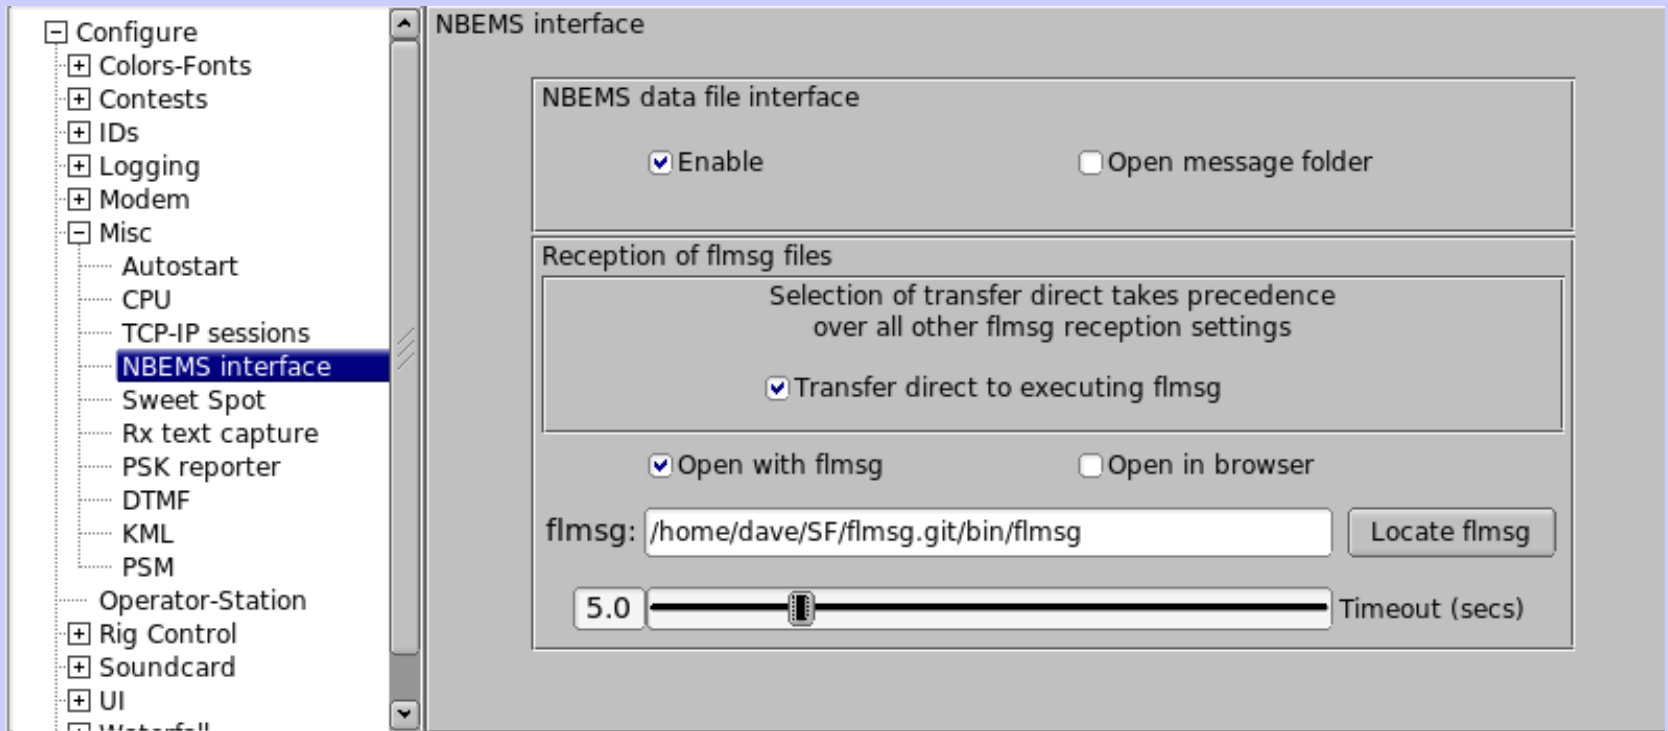 Configure
Colors-Fonts
Contests
IDs
Logging
Modem
Misc
Autostart
CPU
TCP-IP sessions
NBEMS interface
Sweet Spot
Rx text capture
PSK reporter
DTMF
KML
PSM
Operator-Station
Rig Control
Soundcard
UI
Waterfall
NBEMS interface
NBEMS data file interface
Enable
Open message folder
Reception of flmsg files
Selection of transfer direct takes precedence
over all other flmsg reception settings
Transfer direct to executing flmsg
Open with flmsg
Open in browser
flmsg: /home/dave/SF/flmsg.git/bin/flmsg
Locate flmsg
5.0
Timeout (secs)